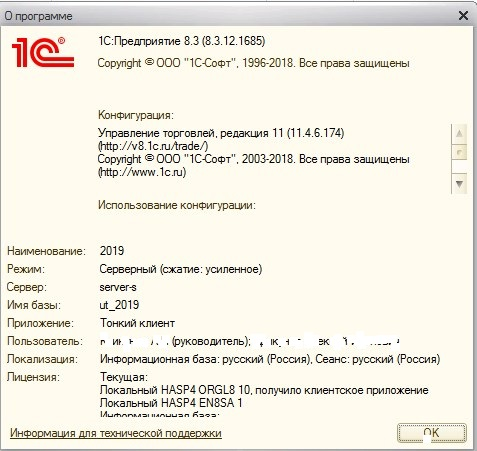 О программе
1С®
1С:Предприятие 8.3 (8.3.12.1685)
Copyright © ООО "1С-Софт", 1996-2018. Все права защищены
Конфигурация:
Управление торговлей, редакция 11 (11.4.6.174)
(http://v8.1c.ru/trade/)
Copyright © ООО "1С-Софт", 2003-2018. Все права защищены
(http://www.1c.ru)
Использование конфигурации:
Наименование: 2019
Режим: Серверный (сжатие: усиленное)
Сервер: server-s
Имя базы: ut_2019
Приложение: Тонкий клиент
Пользователь: (руководитель);
Локализация: Информационная база: русский (Россия), Сеанс: русский (Россия)
Лицензия: Текущая:
Локальный HASP4 ORGL8 10, получило клиентское приложение
Локальный HASP4 EN8SA 1
Информационная база:
Информация для технической поддержки
OK